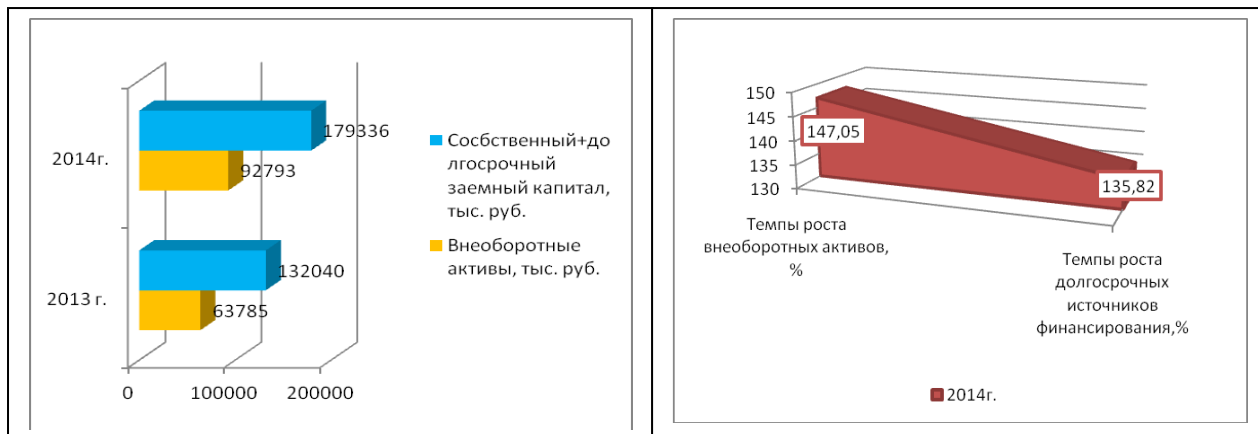 2014г.
179336
92793
2013 г.
132040
63785
0 100000 200000
Сосбственный+до
лгосрочный
заемный капитал,
тыс. руб.
Внеоборотные
активы, тыс. руб.
150
145
140
135
130
147,05
135,82
Темпы роста
внеоборотных активов,
%
Темпы роста
долгосрочных
источников
финансирования,%
2014г.